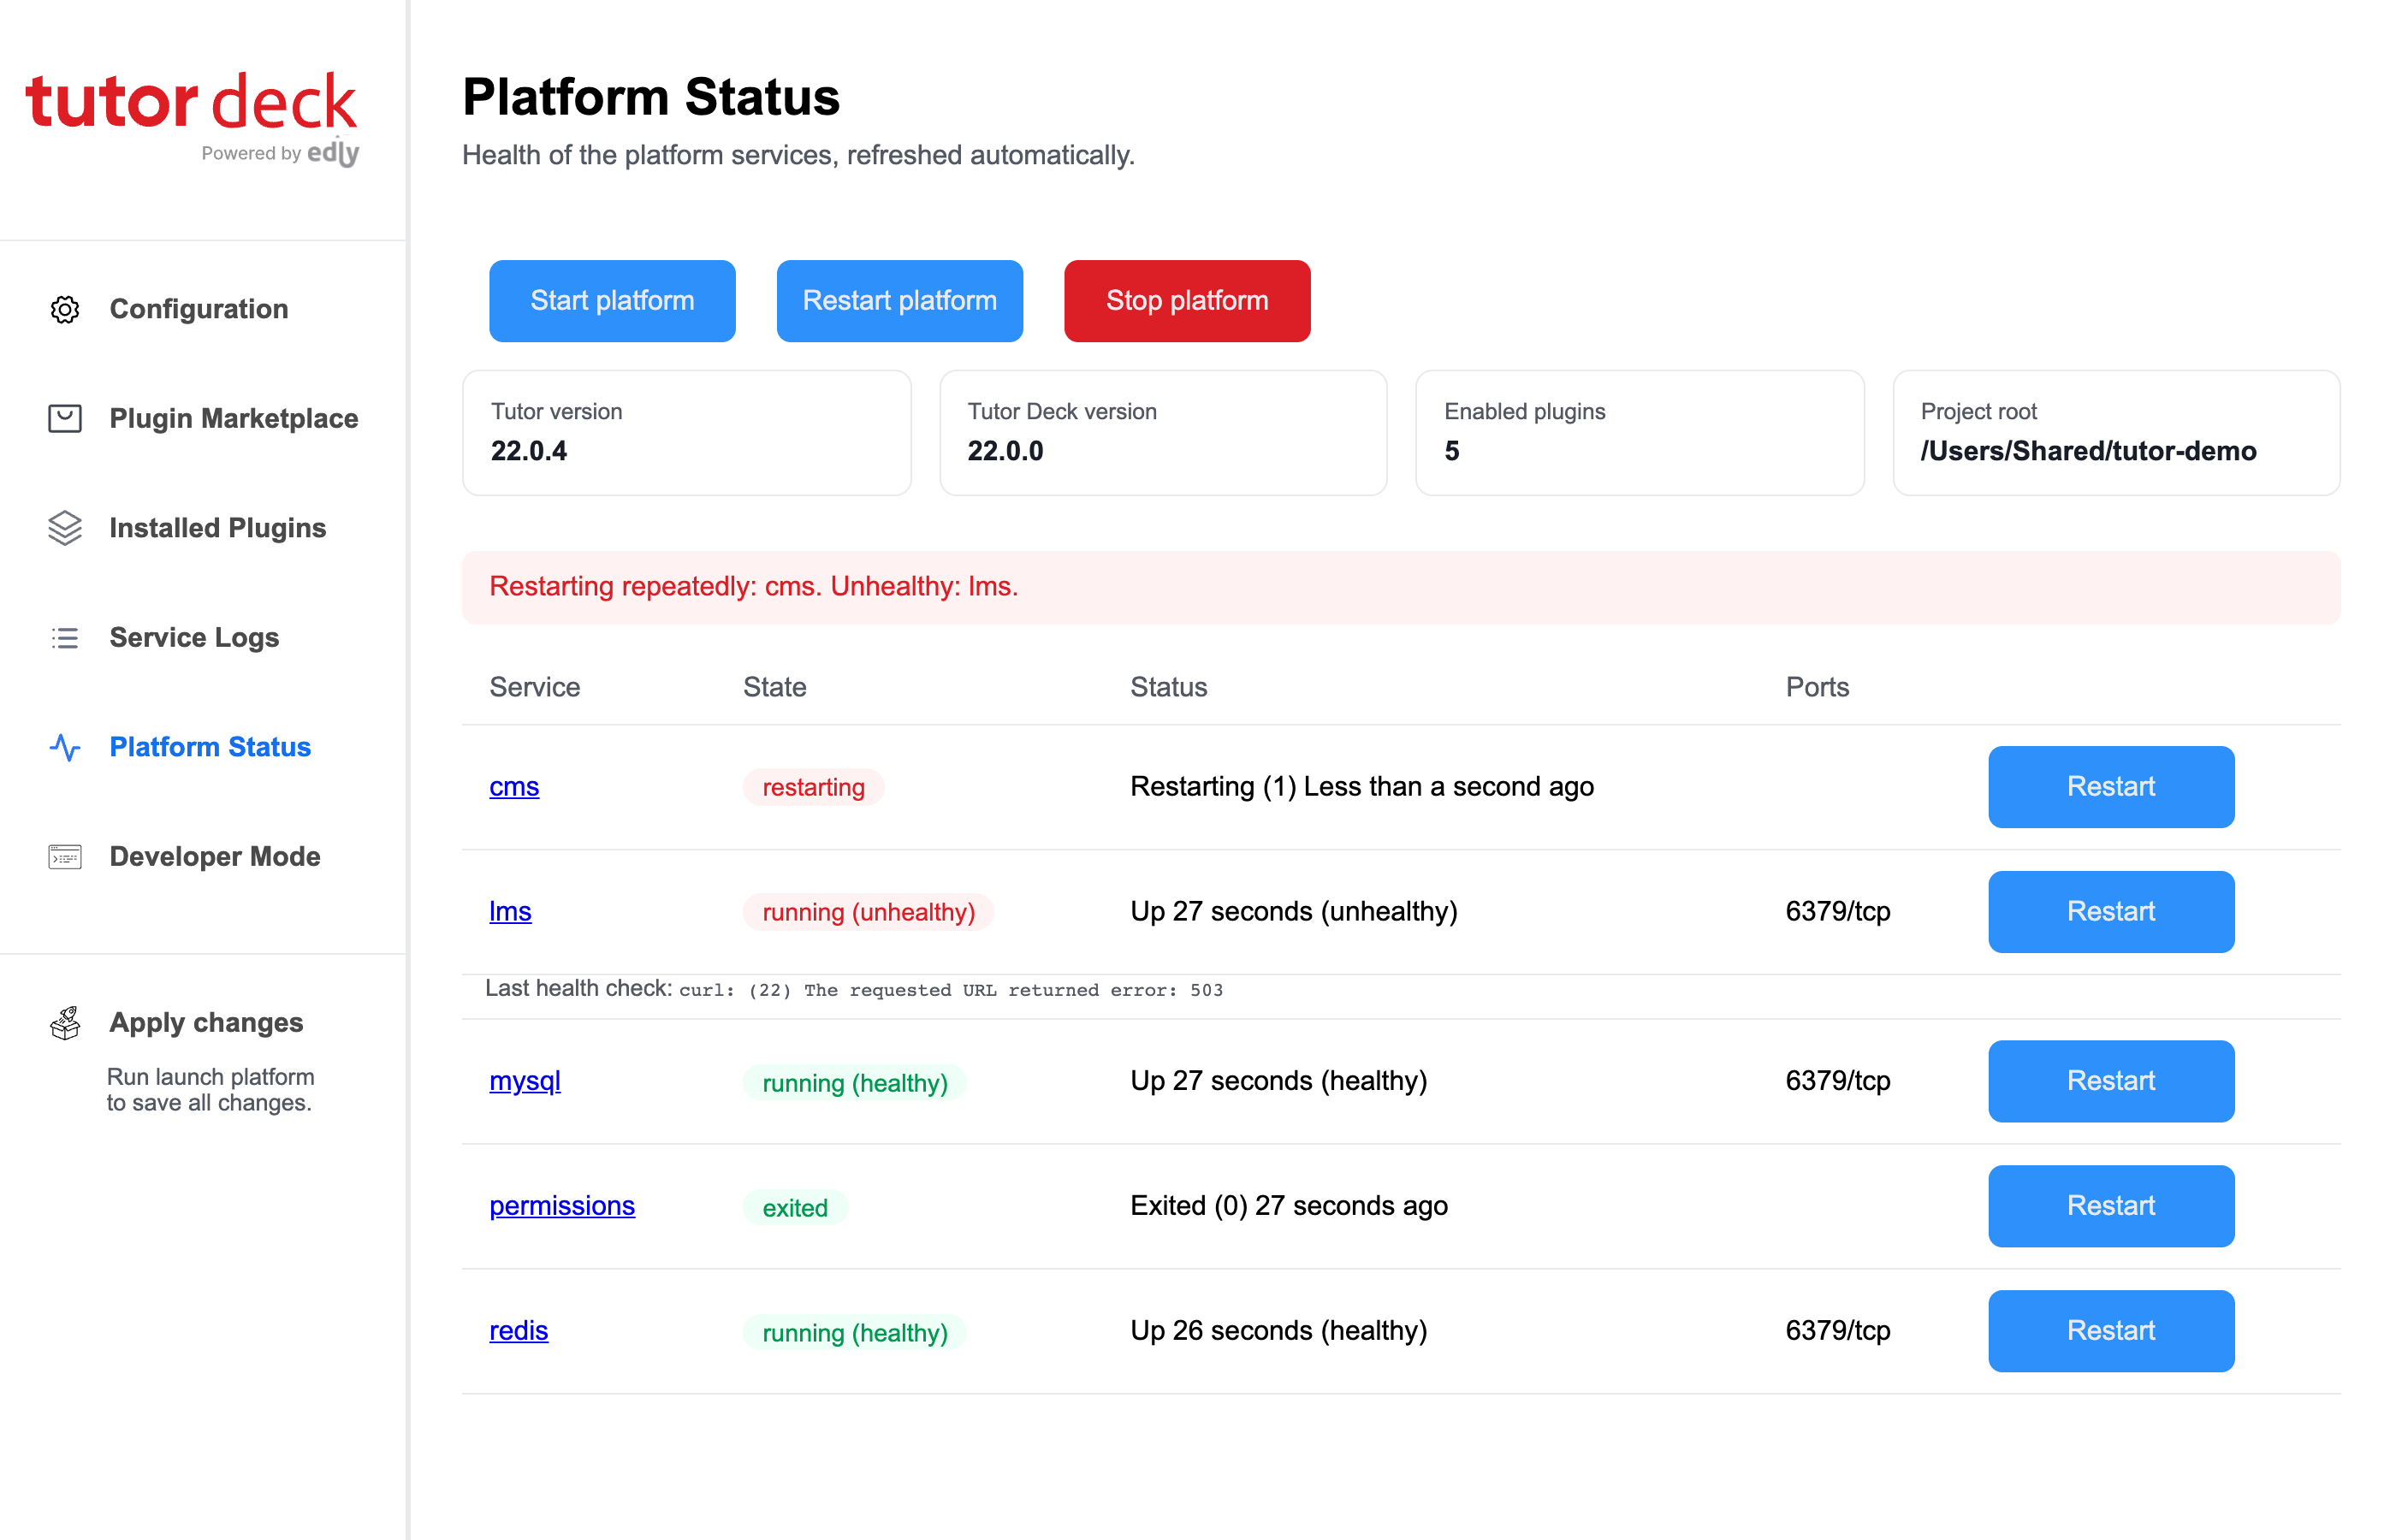 tutor deck
Powered by edly
Configuration
Plugin Marketplace
Installed Plugins
Service Logs
Platform Status
Developer Mode
Apply changes
Run launch platform
to save all changes.
Platform Status
Health of the platform services, refreshed automatically.
Start platform
Restart platform
Stop platform
Tutor version
22.0.4
Tutor Deck version
22.0.0
Enabled plugins
5
Project root
/Users/Shared/tutor-demo
Restarting repeatedly: cms. Unhealthy: lms.
Service State Status Ports
cms restarting Restarting (1) Less than a second ago Restart
lms running (unhealthy) Up 27 seconds (unhealthy) 6379/tcp Restart
Last health check: curl: (22) The requested URL returned error: 503
mysql running (healthy) Up 27 seconds (healthy) 6379/tcp Restart
permissions exited Exited (0) 27 seconds ago Restart
redis running (healthy) Up 26 seconds (healthy) 6379/tcp Restart